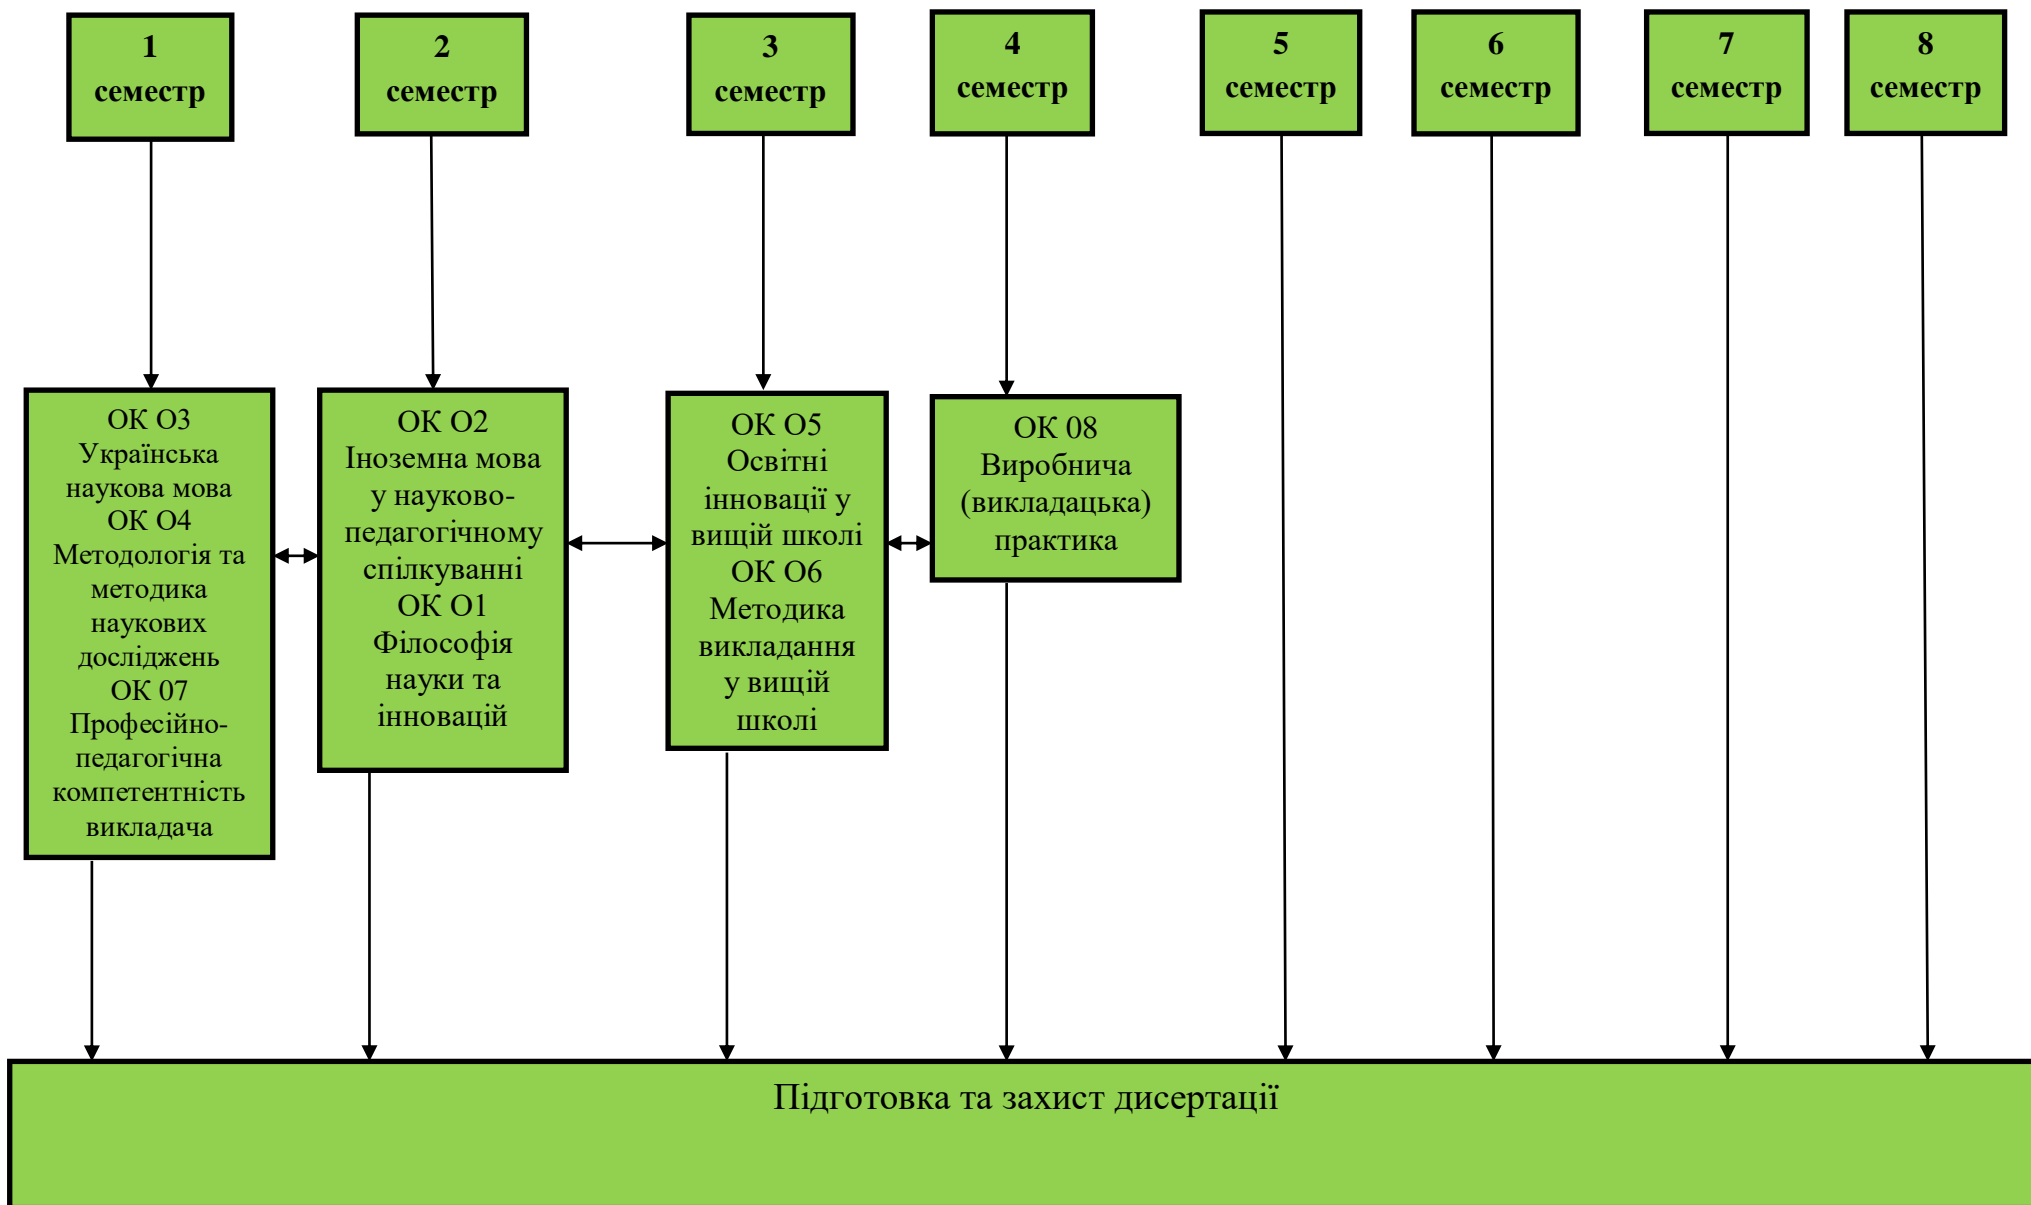 1
семестр
2
семестр
3
семестр
4
семестр
5
семестр
6
семестр
7
семестр
8
семестр
ОК О3
Українська
наукова мова
ОК О4
Методологія та
методика
наукових
досліджень
ОК 07
Професійно-
педагогічна
компетентність
викладача
ОК О2
Іноземна мова
у науково-
педагогічному
спілкуванні
ОК О1
Філософія
науки та
інновацій
ОК О5
Освітні
інновації у
вищій школі
ОК О6
Методика
викладання
у вищій
школі
ОК 08
Виробнича
(викладацька)
практика
Підготовка та захист дисертації